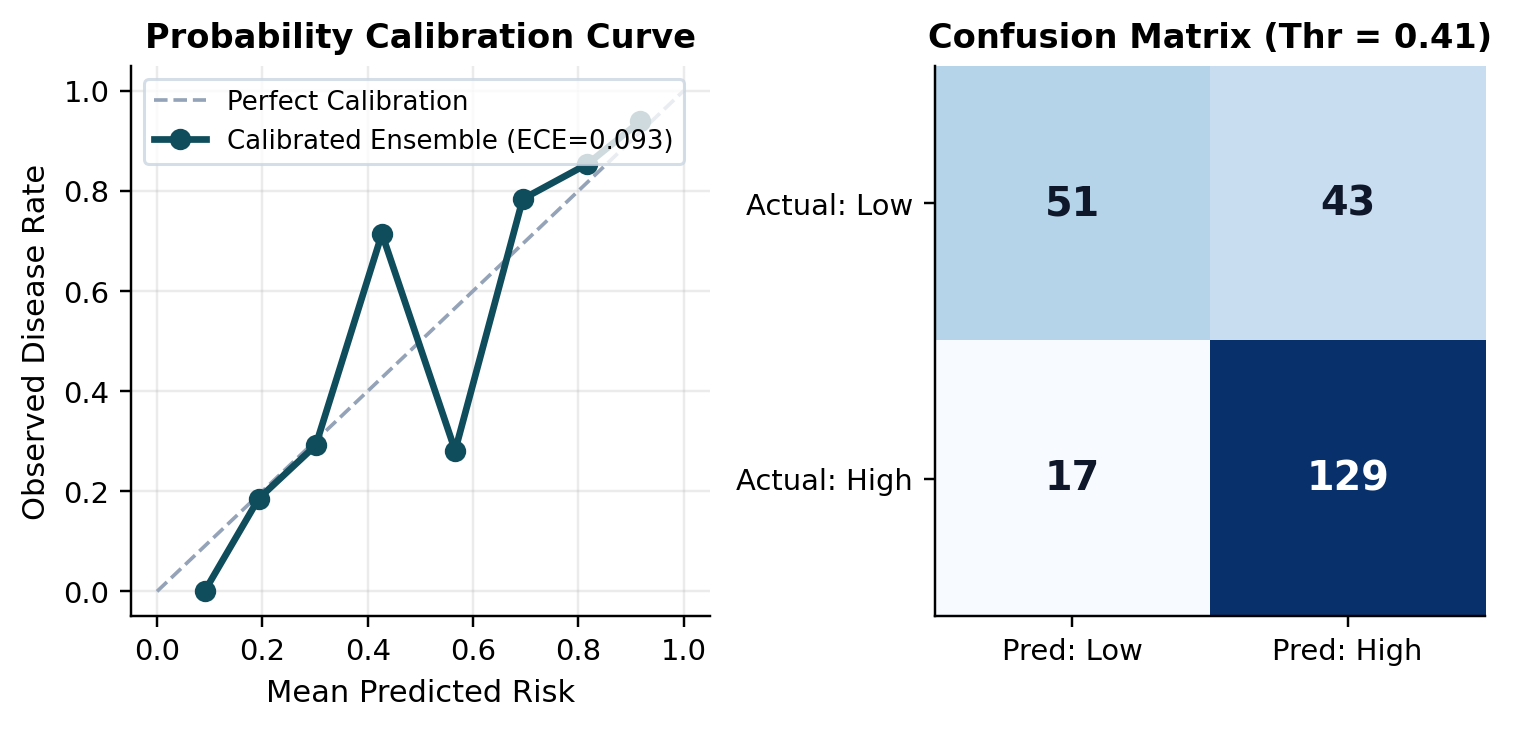 Probability Calibration Curve
Perfect Calibration
Calibrated Ensemble (ECE=0.093)
Observed Disease Rate
1.0
0.8
0.6
0.4
0.2
0.0
0.0 0.2 0.4 0.6 0.8 1.0
Mean Predicted Risk
Confusion Matrix (Thr = 0.41)
Actual: Low 51 43
Actual: High 17 129
Pred: Low Pred: High